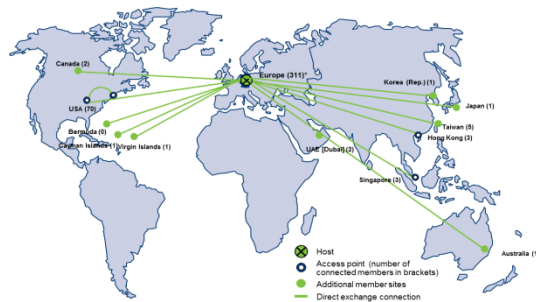 Canada (2)
Europe (311)*
Korea (Rep.) (1)
USA (70)
Japan (1)
Bermuda (0)
Taiwan (5)
Cayman Islands (1)
Virgin Islands (1)
UAE [Dubai] (2)
Hong Kong (3)
Singapore (3)
Australia (1
Host
Access point (number of
connected members in brackets)
Additional member sites
Direct exchange connection